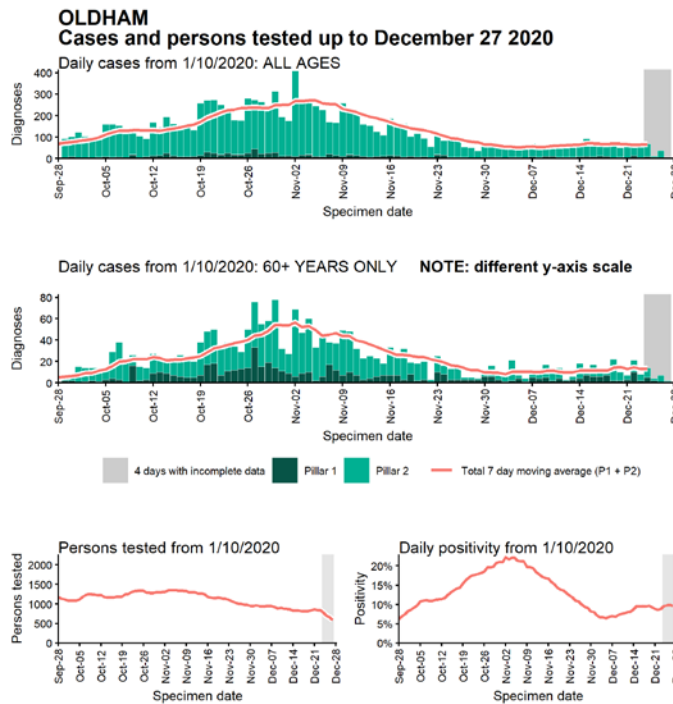 OLDHAM
Cases and persons tested up to December 27 2020
Daily cases from 1/10/2020: ALL AGES
Diagnoses
400
300
200
100
0
Sep-28
Oct-05
Oct-12
Oct-19
Oct-26
Nov-02
Nov-09
Nov-16
Nov-23
Nov-30
Dec-07
Dec-14
Dec-21
Specimen date
Daily cases from 1/10/2020: 60+ YEARS ONLY NOTE: different y-axis scale
Diagnoses
80
60
40
20
0
Sep-28
Oct-05
Oct-12
Oct-19
Oct-26
Nov-02
Nov-09
Nov-16
Nov-23
Nov-30
Dec-07
Dec-14
Dec-21
Specimen date
4 days with incomplete data Pillar 1 Pillar 2 Total 7 day moving average (P1 + P2)
Persons tested from 1/10/2020
Persons tested
2000
1500
1000
500
Sep-28
Oct-05
Oct-12
Oct-19
Oct-26
Nov-02
Nov-09
Nov-16
Nov-23
Nov-30
Dec-07
Dec-14
Dec-21
Dec-28
Specimen date
Daily positivity from 1/10/2020
Positivity
20%
15%
10%
5%
0%
Sep-28
Oct-05
Oct-12
Oct-19
Oct-26
Nov-02
Nov-09
Nov-16
Nov-23
Nov-30
Dec-07
Dec-14
Dec-21
Specimen date